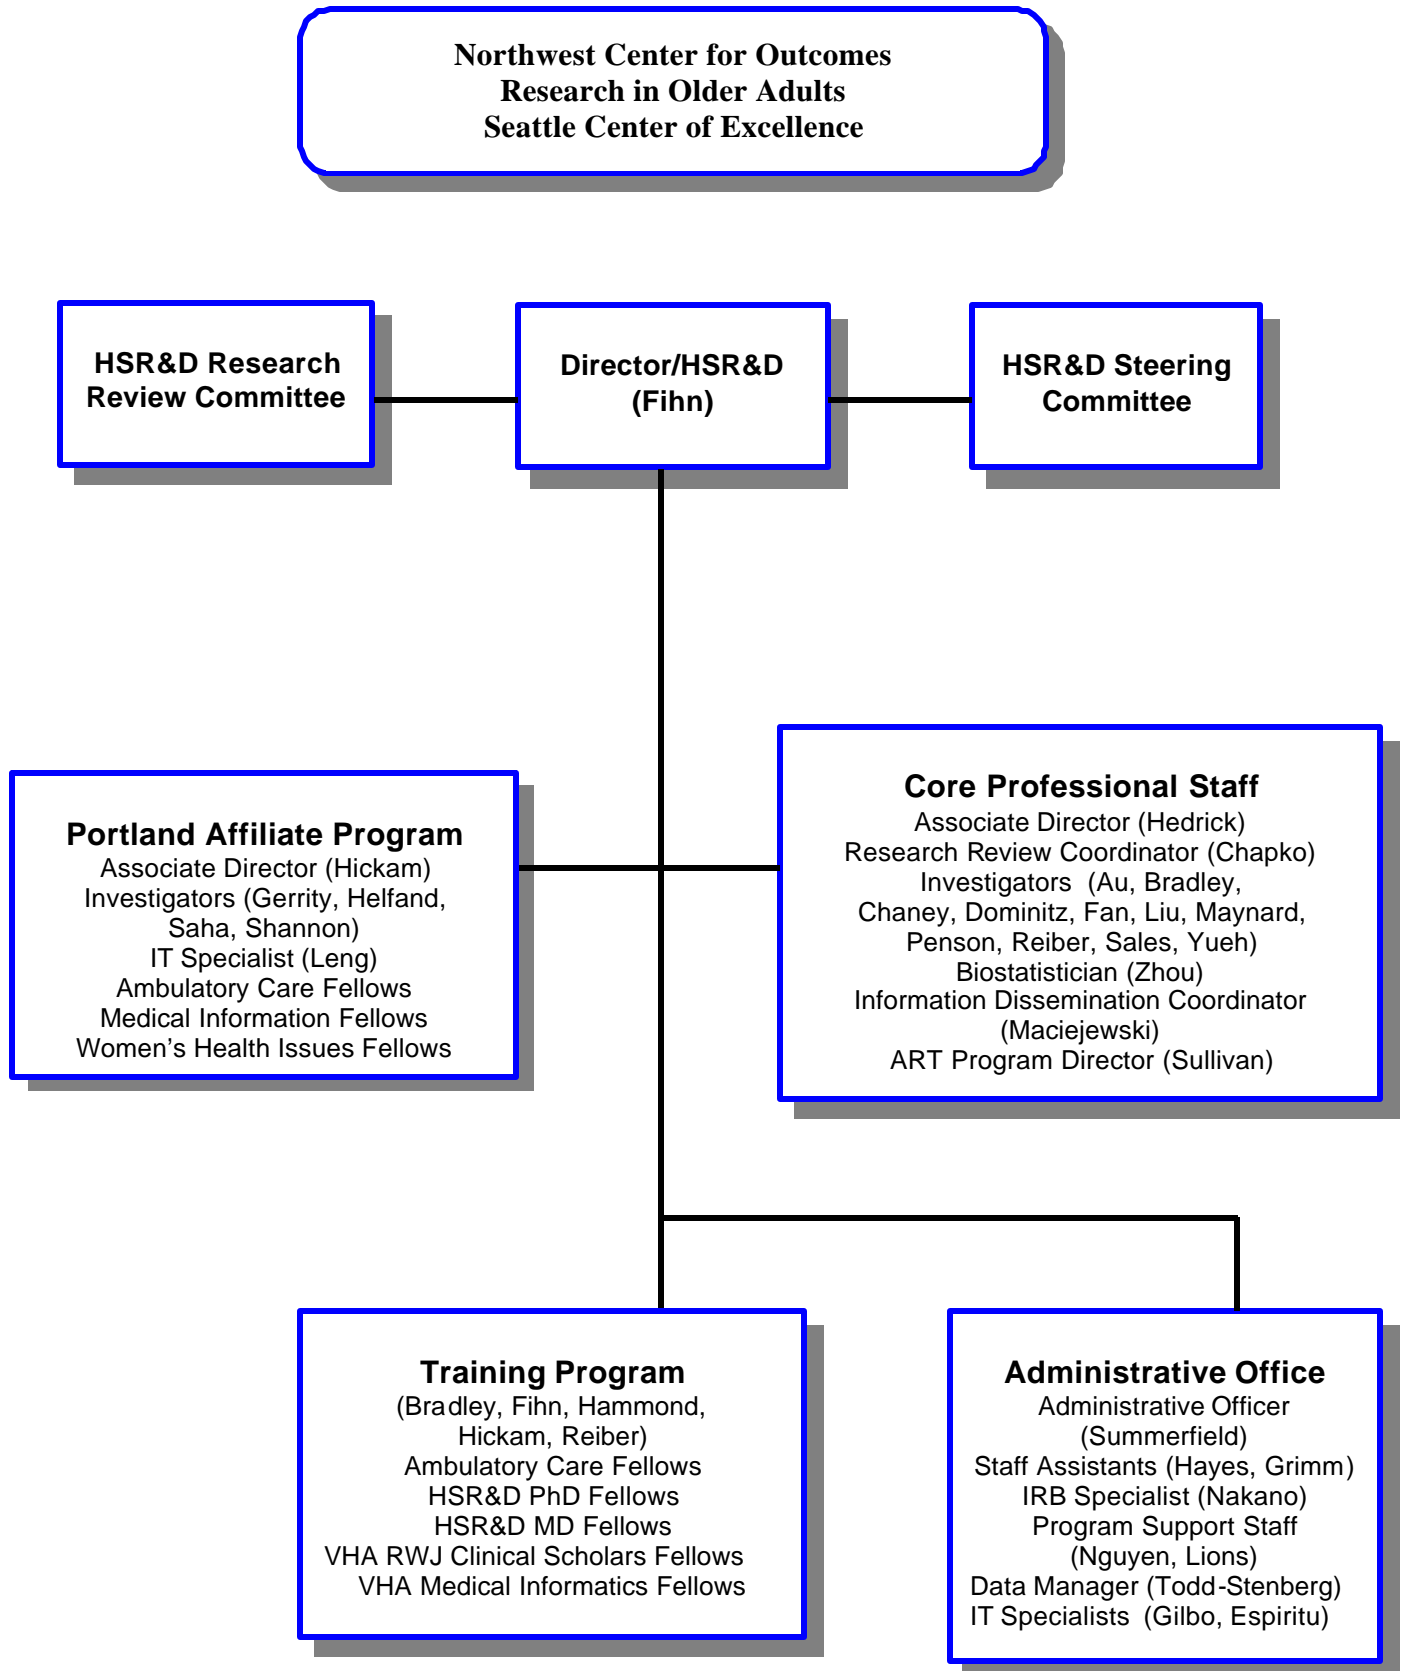 Northwest Center for Outcomes
Research in Older Adults
Seattle Center of Excellence
HSR&D Research
Review Committee
Director/HSR&D
(Fihn)
HSR&D Steering
Committee
Portland Affiliate Program
Associate Director (Hickam)
Investigators (Gerrity, Helfand,
Saha, Shannon)
IT Specialist (Leng)
Ambulatory Care Fellows
Medical Information Fellows
Women's Health Issues Fellows
Core Professional Staff
Associate Director (Hedrick)
Research Review Coordinator (Chapko)
Investigators (Au, Bradley,
Chaney, Dominitz, Fan, Liu, Maynard,
Penson, Reiber, Sales, Yueh)
Biostatistician (Zhou)
Information Dissemination Coordinator
(Maciejewski)
ART Program Director (Sullivan)
Training Program
(Bradley, Fihn, Hammond,
Hickam, Reiber)
Ambulatory Care Fellows
HSR&D PhD Fellows
HSR&D MD Fellows
VHA RWJ Clinical Scholars Fellows
VHA Medical Informatics Fellows
Administrative Office
Administrative Officer
(Summerfield)
Staff Assistants (Hayes, Grimm)
IRB Specialist (Nakano)
Program Support Staff
(Nguyen, Lions)
Data Manager (Todd-Stenberg)
IT Specialists (Gilbo, Espiritu)